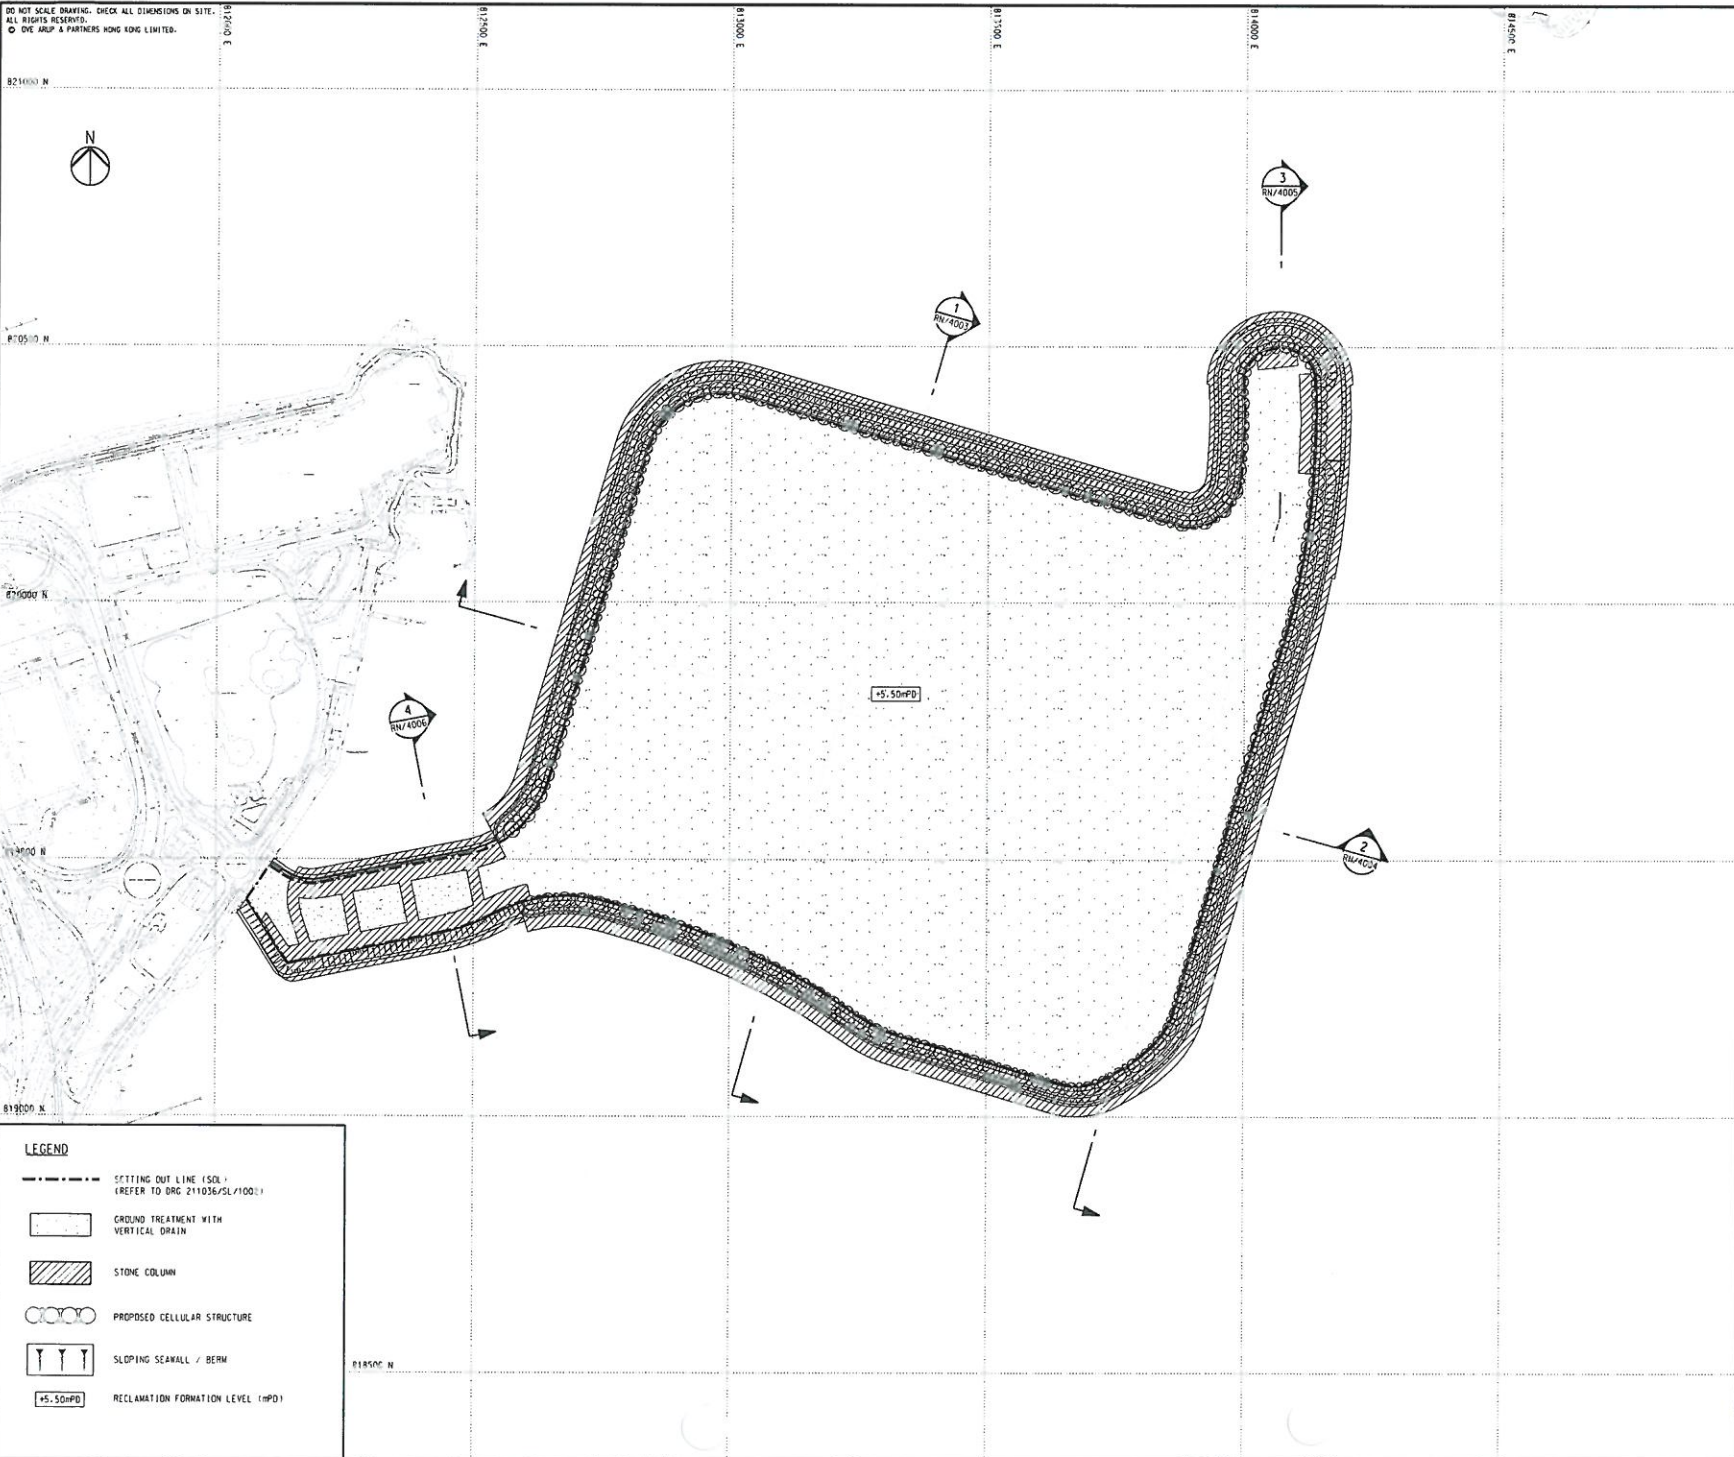 DO NOT SCALE DRAWING. CHECK ALL DIMENSIONS ON SITE.
ALL RIGHTS RESERVED.
© OVE ARUP & PARTNERS HONG KONG LIMITED.
812000 E
812500 E
813000 E
813500 E
814000 E
814500 E
821000 N
N
3
RN/4005
1
RN/4003
820500 N
820000 N
+5.50mPD
4
RN/4006
2
RN/4004
819500 N
819000 N
LEGEND
SETTING OUT LINE (SOL)
(REFER TO DRG 211036/SL/1002)
GROUND TREATMENT WITH
VERTICAL DRAIN
STONE COLUMN
PROPOSED CELLULAR STRUCTURE
SLOPING SEAWALL / BERM
818500 N
+5.50mPD
RECLAMATION FORMATION LEVEL (mPD)